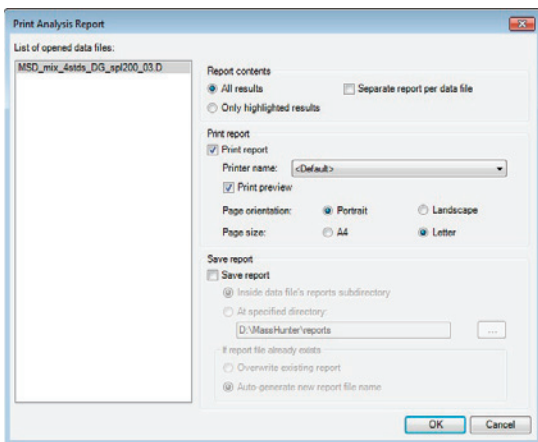 Print Analysis Report
List of opened data files:
MSD_mix_4stds_DG_spl200_03.D
Report contents
All results
Separate report per data file
Only highlighted results
Print report
Print report
Printer name: <Default>
Print preview
Page orientation: Portrait Landscape
Page size: A4 Letter
Save report
Save report
Inside data file's reports subdirectory
At specified directory:
D:\MassHunter\reports
...
If report file already exists
Overwrite existing report
Auto-generate new report file name
OK Cancel